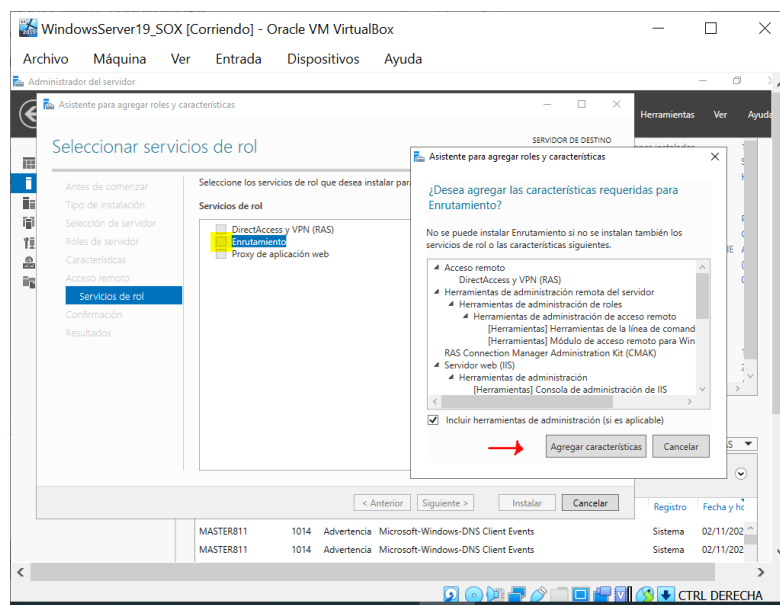 WindowsServer19_SOX [Corriendo] - Oracle VM VirtualBox
Archivo Máquina Ver Entrada Dispositivos Ayuda
Administrador del servidor
Herramientas Ver Ayuda
Asistente para agregar roles y características
Seleccionar servicios de rol
SERVIDOR DE DESTINO
Antes de comenzar
Tipo de instalación
Selección de servidor
Roles de servidor
Características
Acceso remoto
Servicios de rol
Confirmación
Resultados
Seleccione los servicios de rol que desea instalar par
Servicios de rol
DirectAccess y VPN (RAS)
Enrutamiento
Proxy de aplicación web
< Anterior Siguiente > Instalar Cancelar
Asistente para agregar roles y características
¿Desea agregar las características requeridas para
Enrutamiento?
No se puede instalar Enrutamiento si no se instalan también los
servicios de rol o las características siguientes.
Acceso remoto
DirectAccess y VPN (RAS)
Herramientas de administración remota del servidor
Herramientas de administración de roles
Herramientas de administración de acceso remoto
[Herramientas] Herramientas de la línea de comand
[Herramientas] Módulo de acceso remoto para Win
RAS Connection Manager Administration Kit (CMAK)
Servidor web (IIS)
Herramientas de administración
[Herramientas] Consola de administración de IIS
Incluir herramientas de administración (si es aplicable)
Agregar características Cancelar
Registro Fecha y ho
MASTER811 1014 Advertencia Microsoft-Windows-DNS Client Events Sistema 02/11/202
MASTER811 1014 Advertencia Microsoft-Windows-DNS Client Events Sistema 02/11/202
CTRL DERECHA